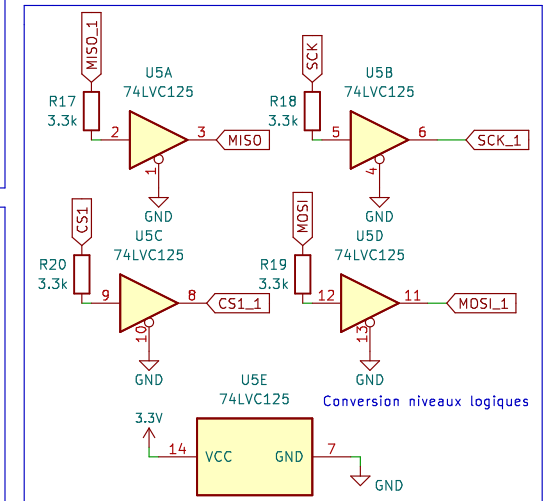 MISO_1
SCK
U5A
74LVC125
U5B
74LVC125
R17
3.3k
R18
3.3k
2
3
MISO
5
6
SCK_1
1
4
GND
GND
CS1
MOSI
U5C
74LVC125
U5D
74LVC125
R20
3.3k
R19
3.3k
9
8
CS1_1
12
11
MOSI_1
10
13
GND
GND
U5E
74LVC125
Conversion niveaux logiques
3.3V
14
VCC
GND
7
GND